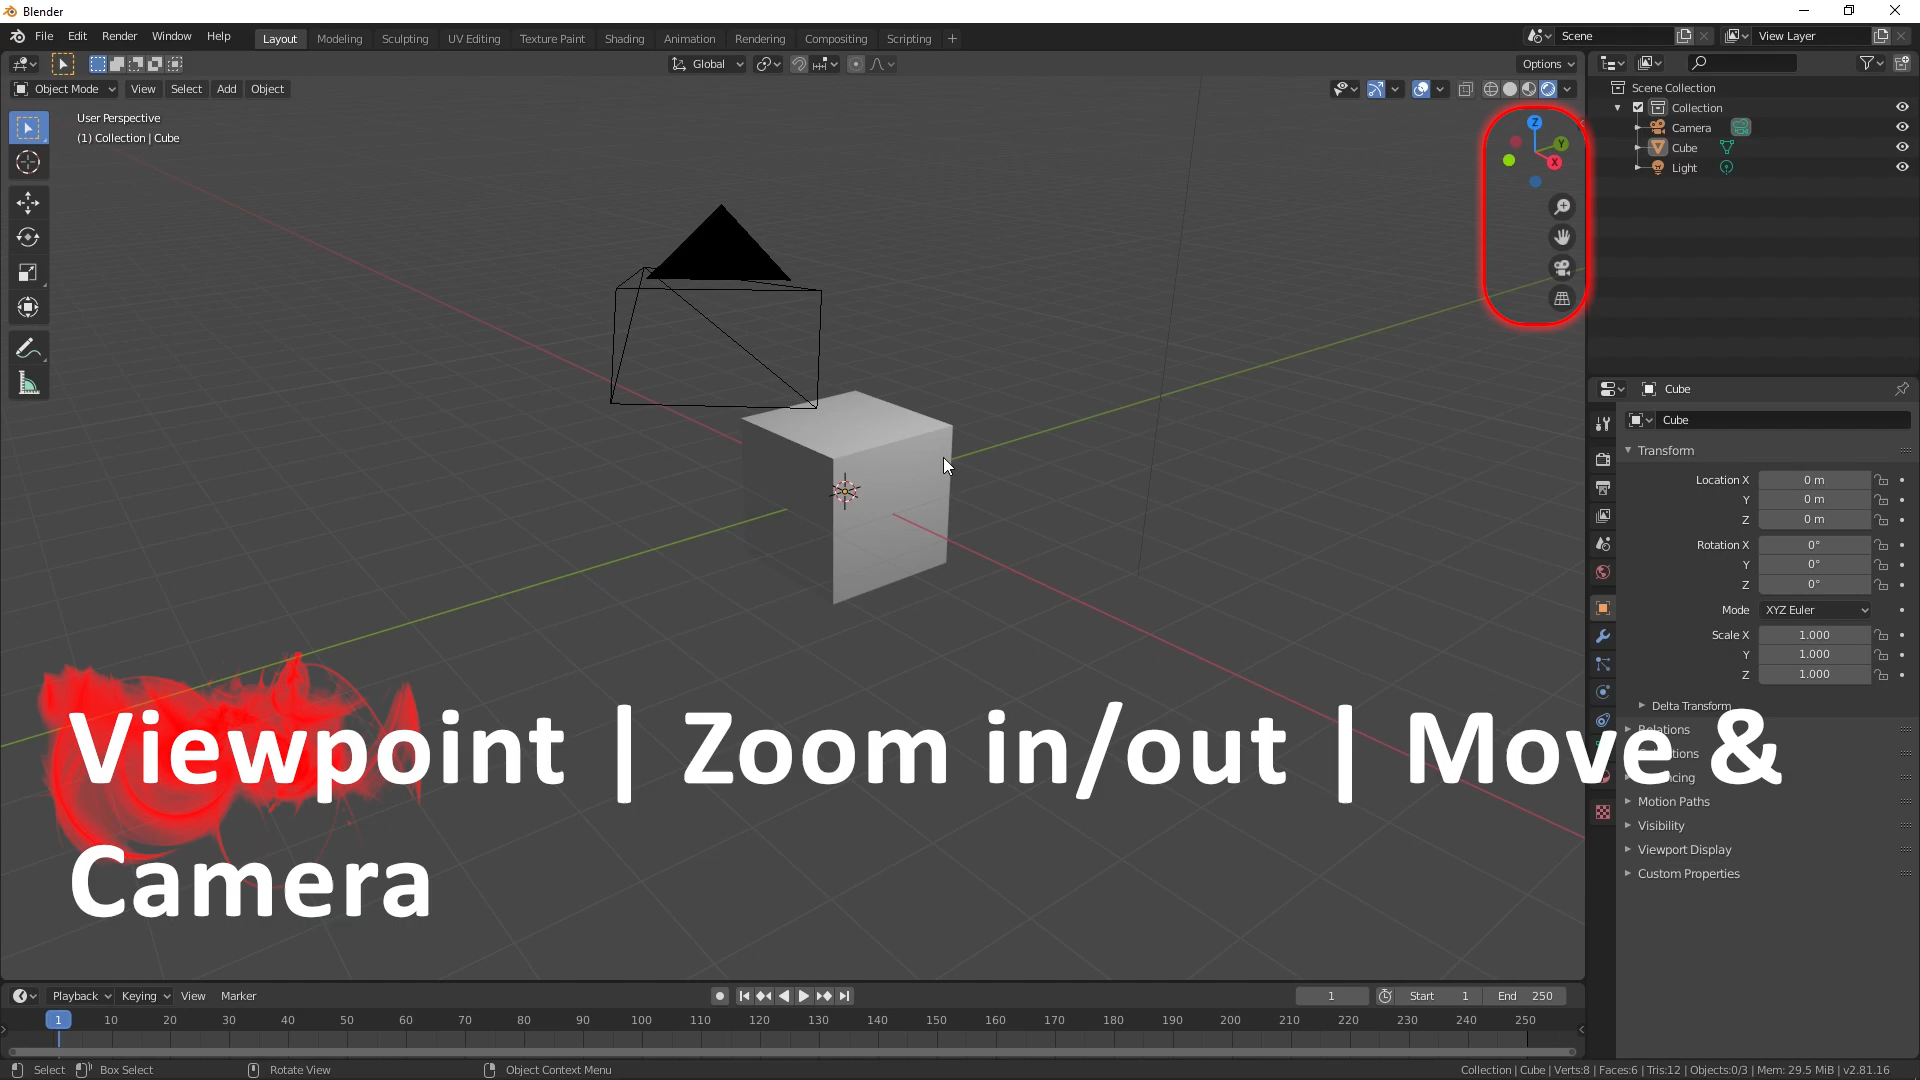 Blender
File Edit Render Window Help Layout Modeling Sculpting UV Editing Texture Paint Shading Animation Rendering Compositing Scripting + Scene View Layer
Global Options
Object Mode View Select Add Object
User Perspective
(1) Collection | Cube
Z
Y
X
Scene Collection
Collection
Camera
Cube
Light
Cube
Cube
Transform
Location X 0 m
Y 0 m
Z 0 m
Rotation X 0°
Y 0°
Z 0°
Mode XYZ Euler
Scale X 1.000
Y 1.000
Z 1.000
Delta Transform
Motion Paths
Visibility
Viewport Display
Custom Properties
Viewpoint | Zoom in/out | Move &
Camera
Playback Keying View Marker 1 Start 1 End 250
1 10 20 30 40 50 60 70 80 90 100 110 120 130 140 150 160 170 180 190 200 210 220 230 240 250
Select Box Select Rotate View Object Context Menu Collection | Cube | Verts:8 | Faces:6 | Tris:12 | Objects:0/3 | Mem: 29.5 MiB | v2.81.16